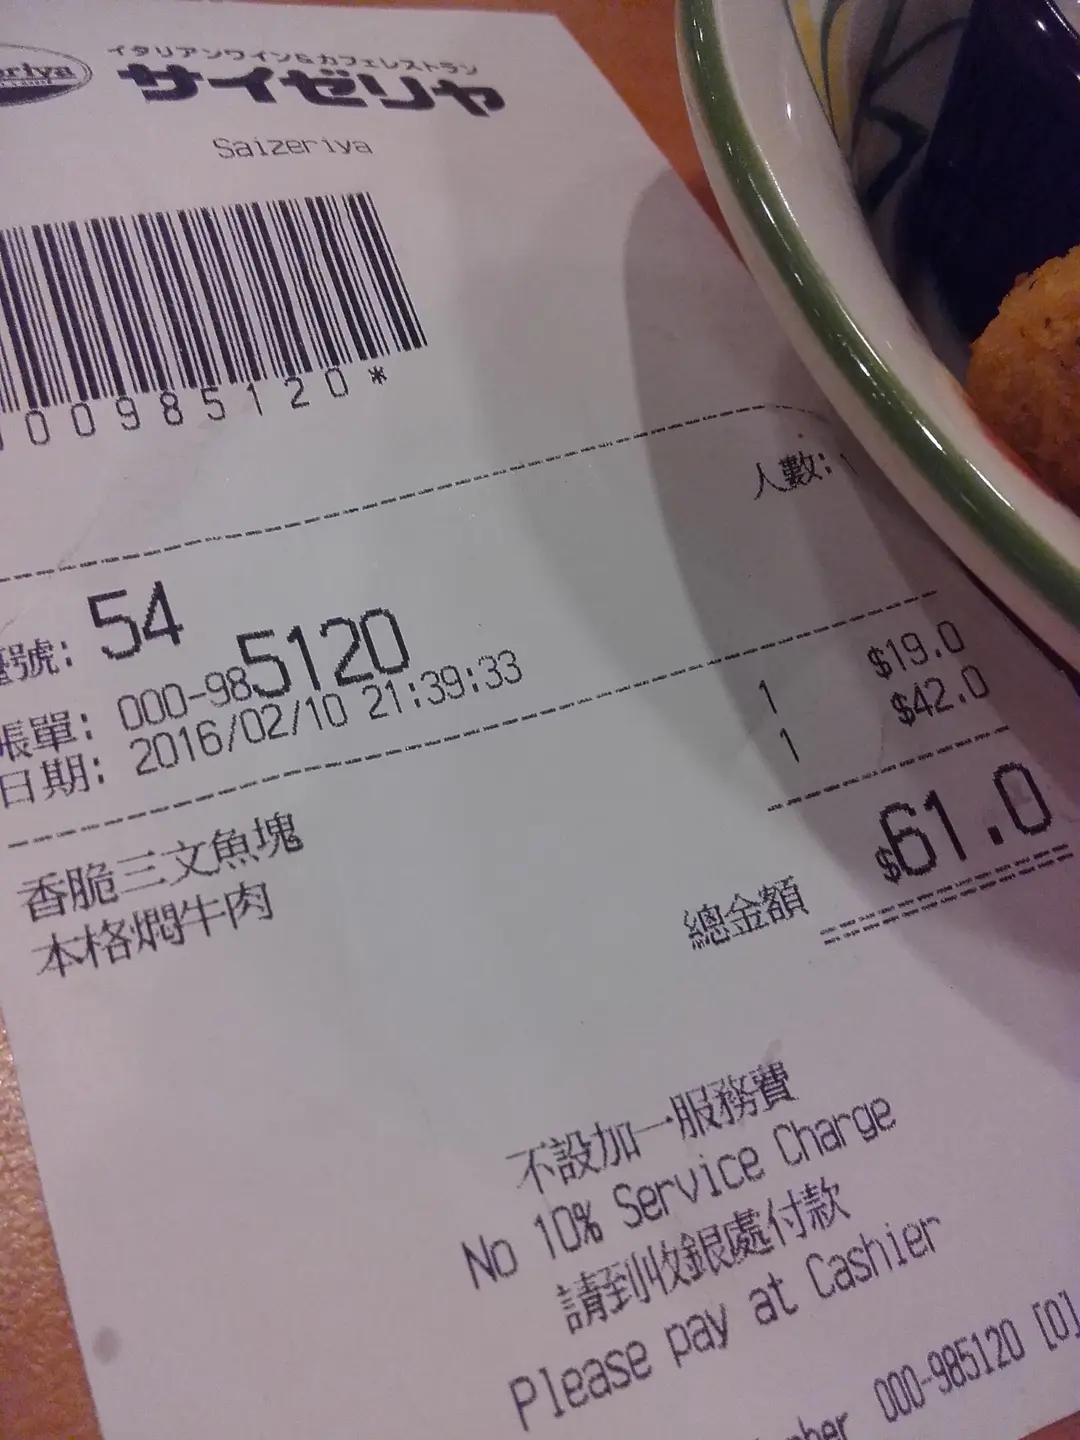 イタリアンワイン&カフェレストラン
サイゼリヤ
Saizeriya
00985120*
人數:
號: 54
帳單: 000-985120
日期: 2016/02/10 21:39:33
香脆三文魚塊 1 $19.0
本格燜牛肉 1 $42.0
總金額 $61.0
不設加一服務費
No 10% Service Charge
請到收銀處付款
Please pay at Cashier
000-985120 [0]